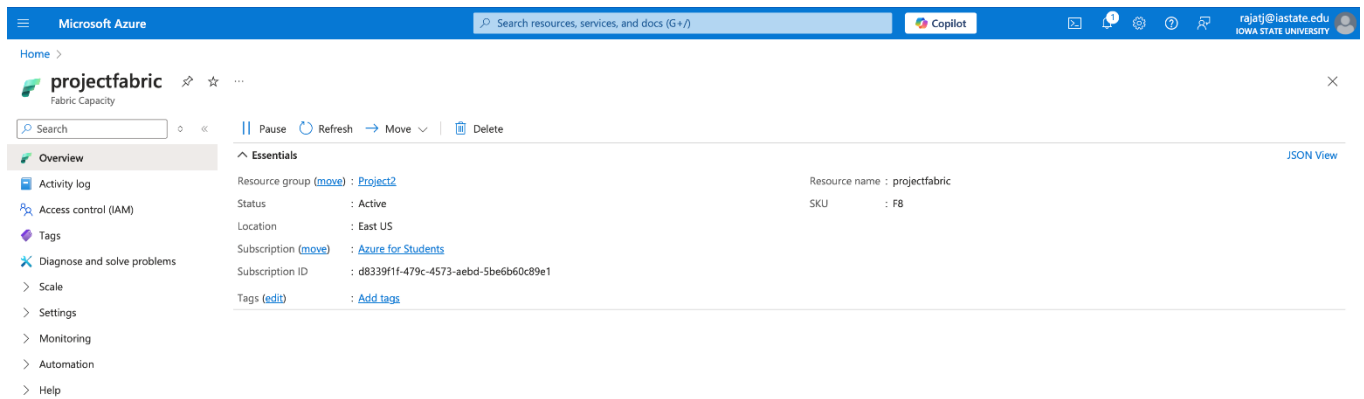 Microsoft Azure
Search resources, services, and docs (G+/)
Copilot
1
rajatj@iastate.edu
IOWA STATE UNIVERSITY
Home >
projectfabric
Fabric Capacity
Search
Pause Refresh Move Delete
Overview
Essentials
JSON View
Activity log
Resource group (move) : Project2
Resource name : projectfabric
Access control (IAM)
Status : Active
SKU : F8
Tags
Location : East US
Diagnose and solve problems
Subscription (move) : Azure for Students
Subscription ID : d8339f1f-479c-4573-aebd-5be6b60c89e1
Scale
Tags (edit) : Add tags
Settings
Monitoring
Automation
Help